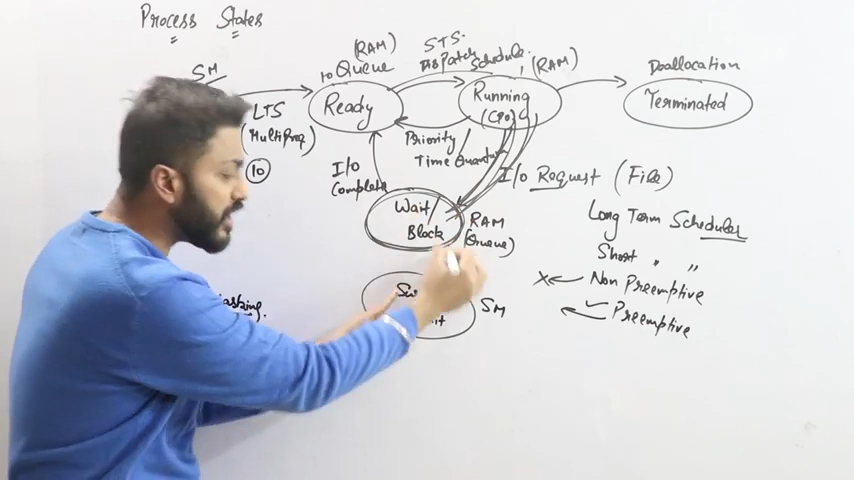 Process States
SM
LTS
(MultiProg)
10
(RAM)
10 Queue
Ready
STS.
Dispatch Schedule.
(RAM)
Running
(CPU)
Deallocation
Terminated
Priority
Time Quantum
I/o
Complete
I/o Request (File)
Wait/
Block
RAM
(Queue)
SM
Long Term Scheduler
Short " "
× Non Preemptive
✓ Preemptive